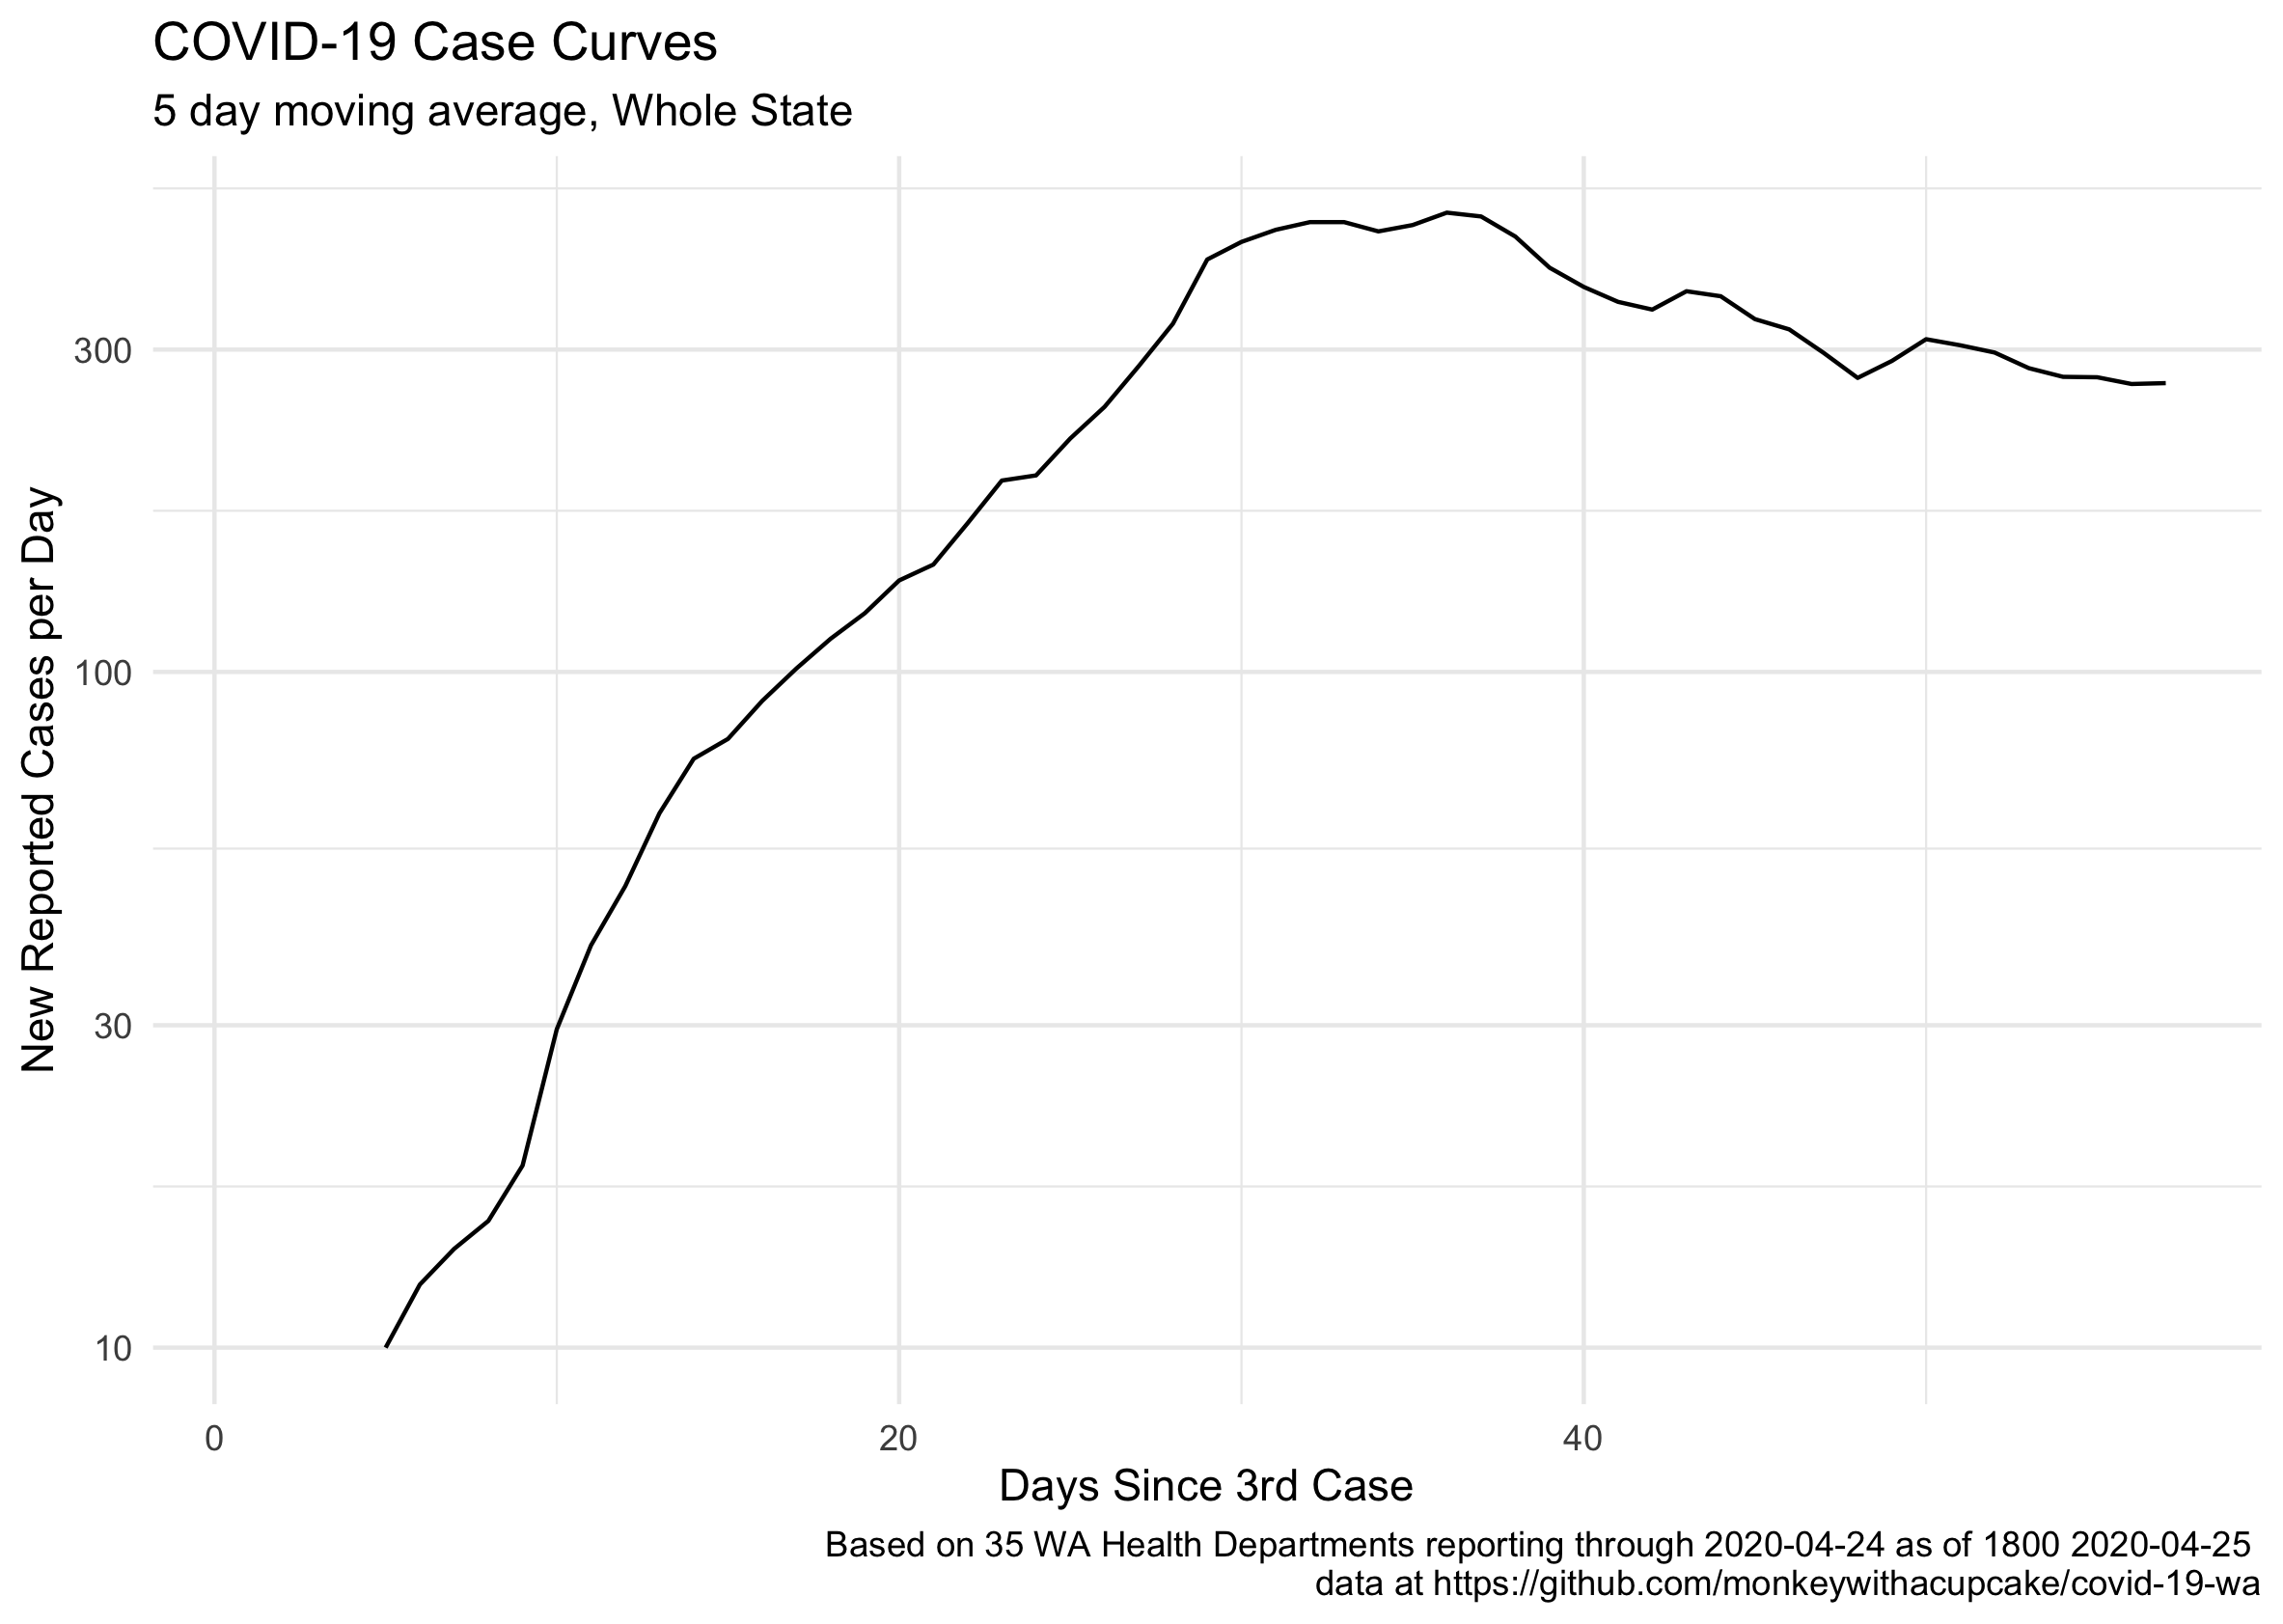 COVID-19 Case Curves
5 day moving average, Whole State
New Reported Cases per Day
300
100
30
10
0
20
40
Days Since 3rd Case
Based on 35 WA Health Departments reporting through 2020-04-24 as of 1800 2020-04-25
data at https://github.com/monkeywithacupcake/covid-19-wa